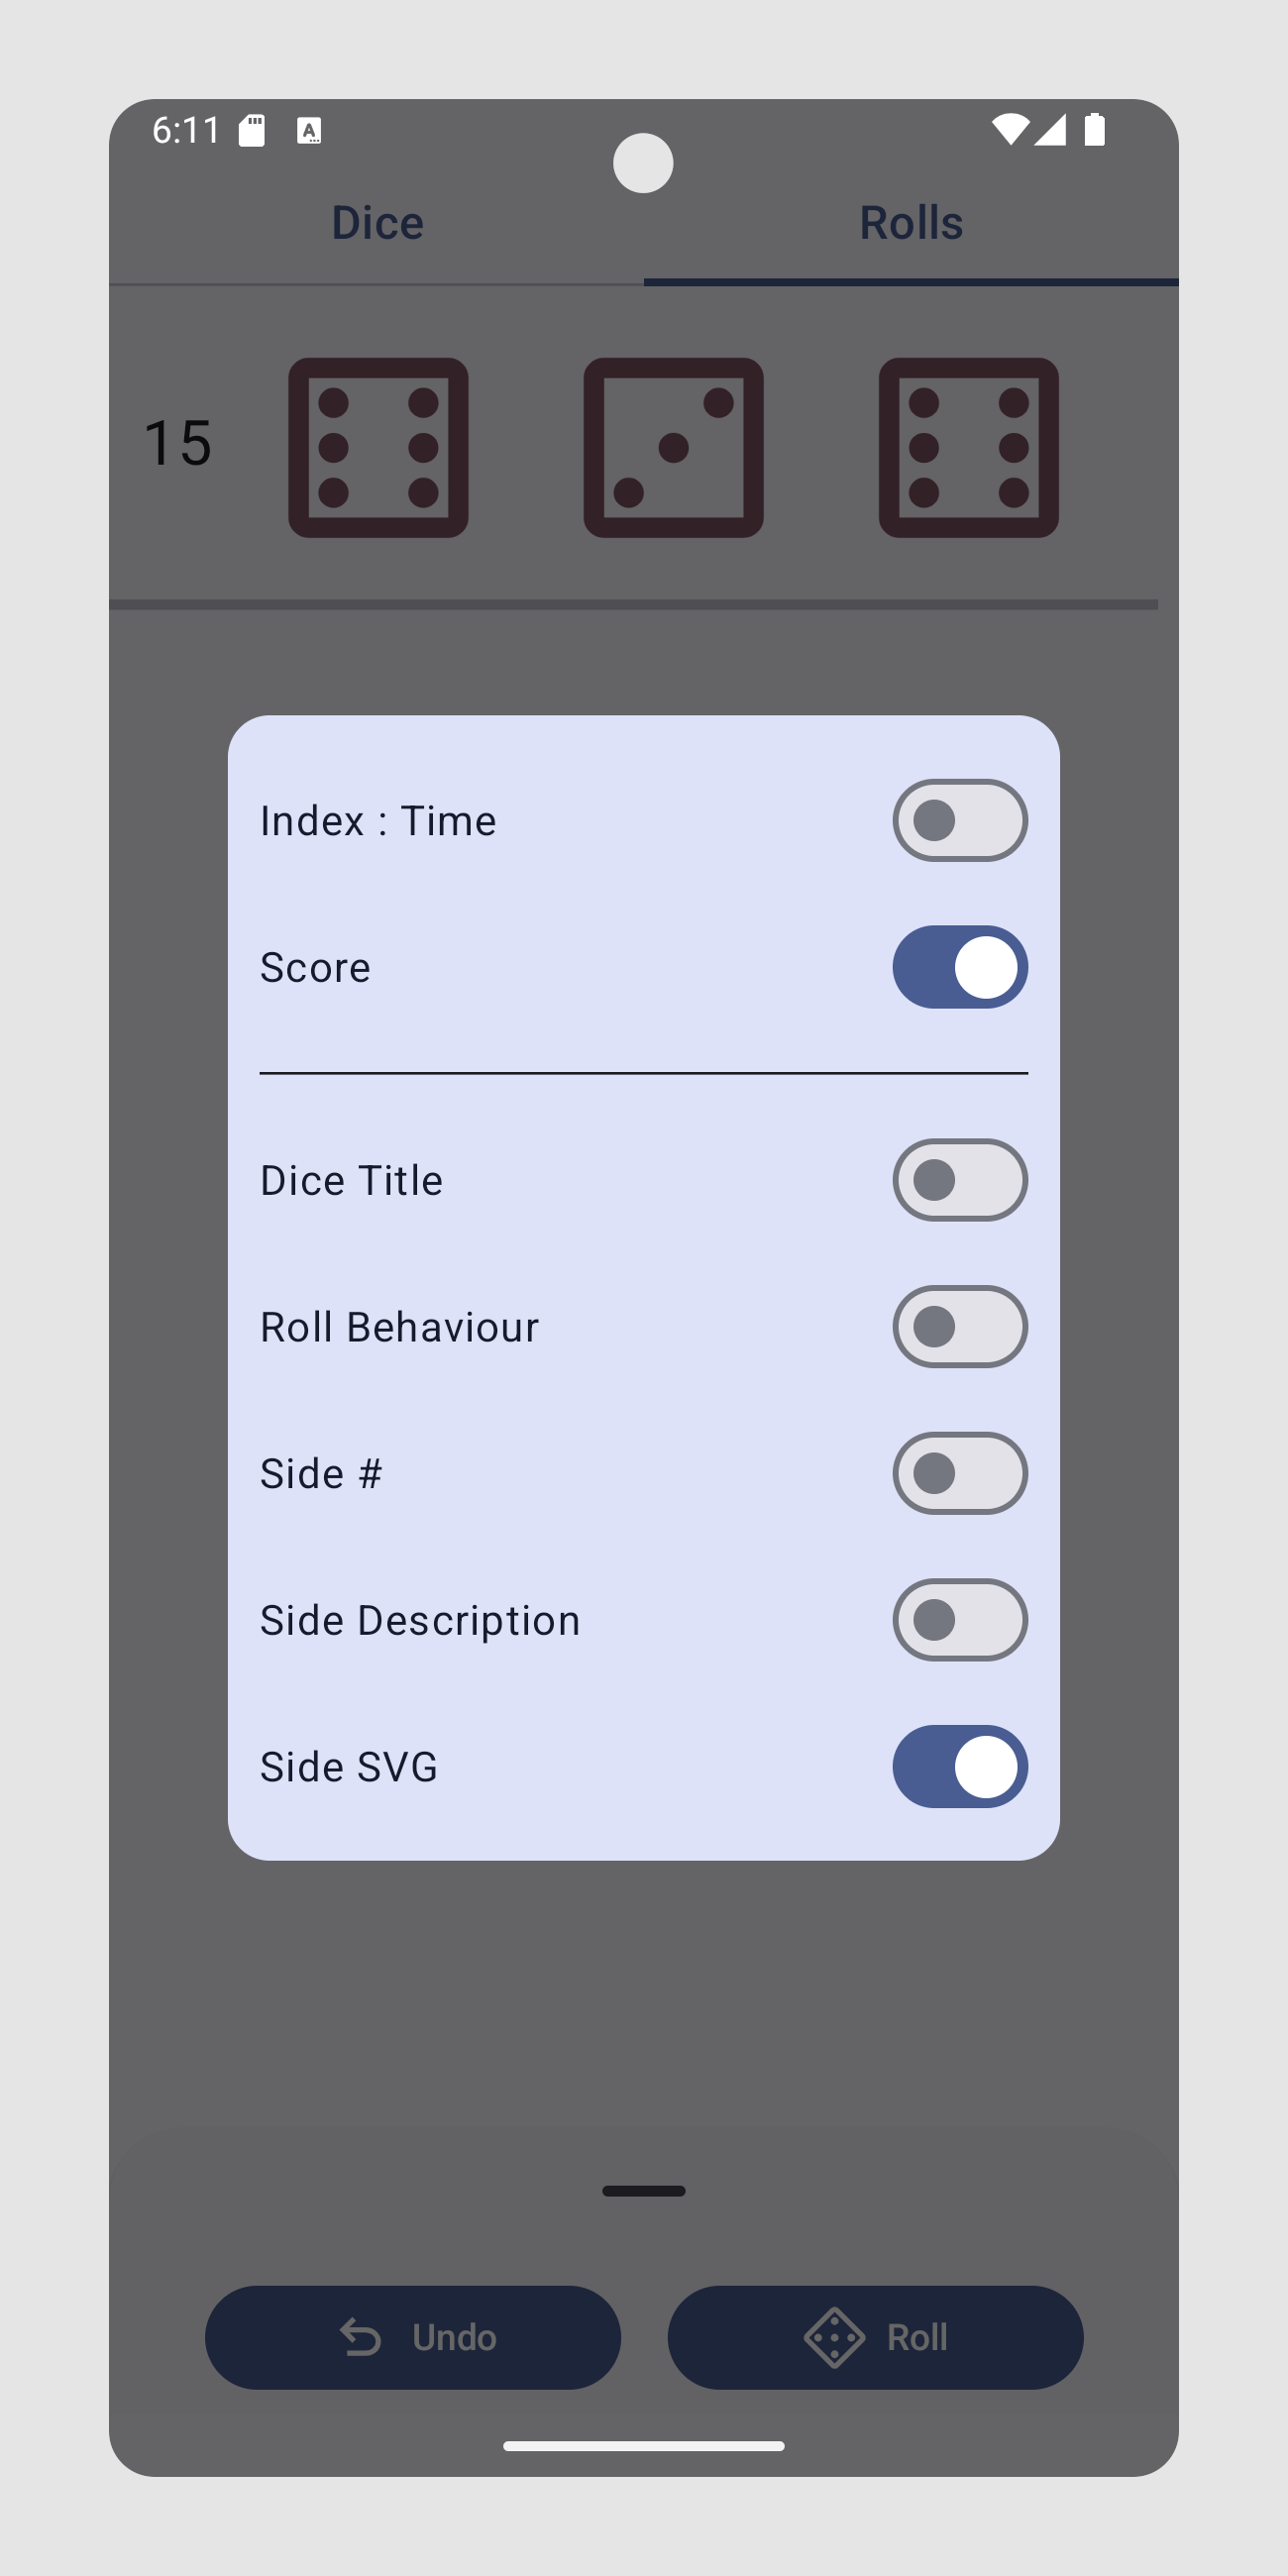 6:11
Dice
Rolls
15
Index : Time
Score
Dice Title
Roll Behaviour
Side #
Side Description
Side SVG
Undo
Roll